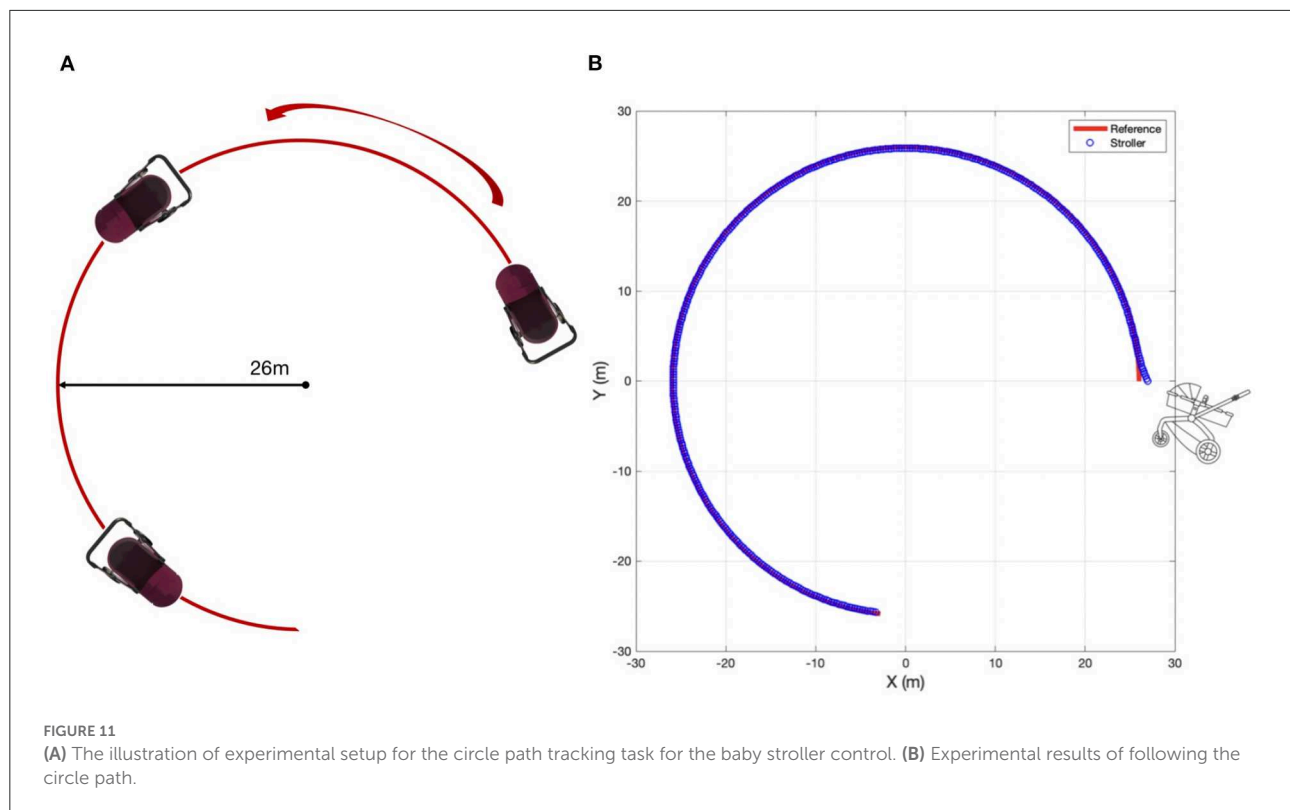 A
26m
B
30
20
10
0
-10
-20
-30
Y (m)
-30 -20 -10 0 10 20 30
X (m)
Reference
Stroller
FIGURE 11
(A) The illustration of experimental setup for the circle path tracking task for the baby stroller control. (B) Experimental results of following the
circle path.